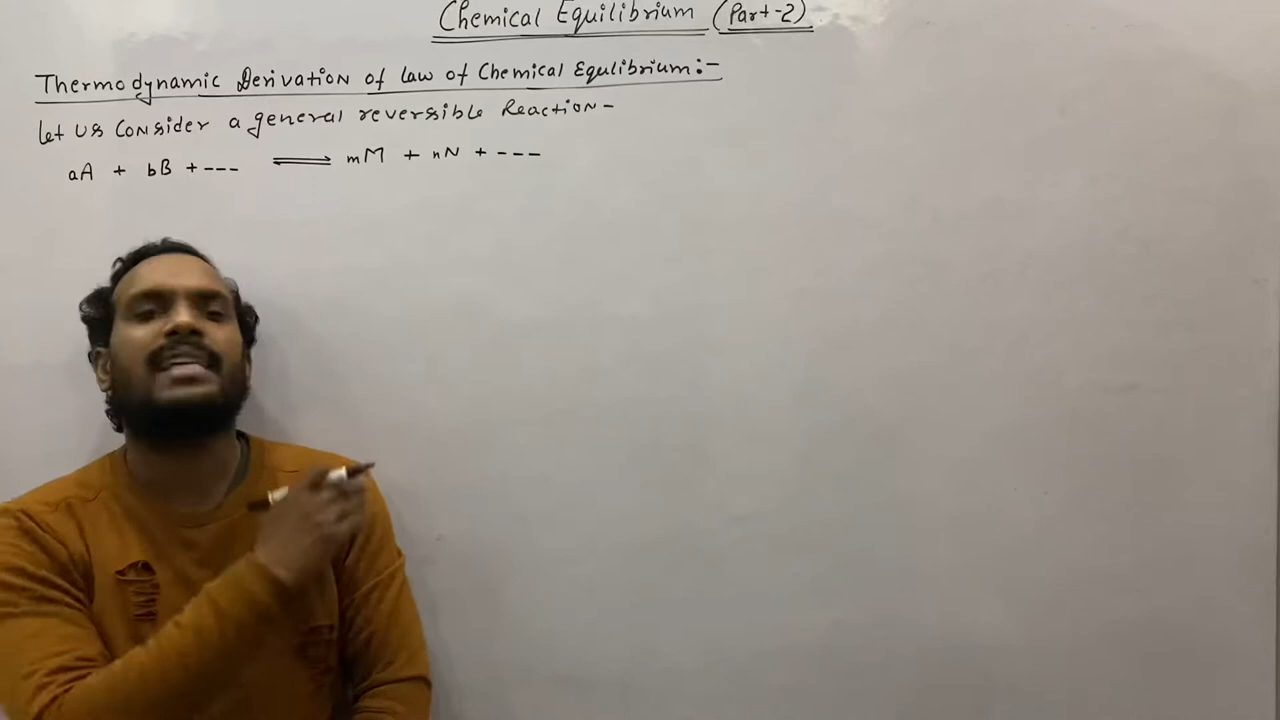 Chemical Equilibrium (Part-2)
Thermodynamic Derivation of Law of Chemical Equlibrium:-
Let us Consider a general reversible Reaction-
aA + bB + --- ⇌ mM + nN + ---